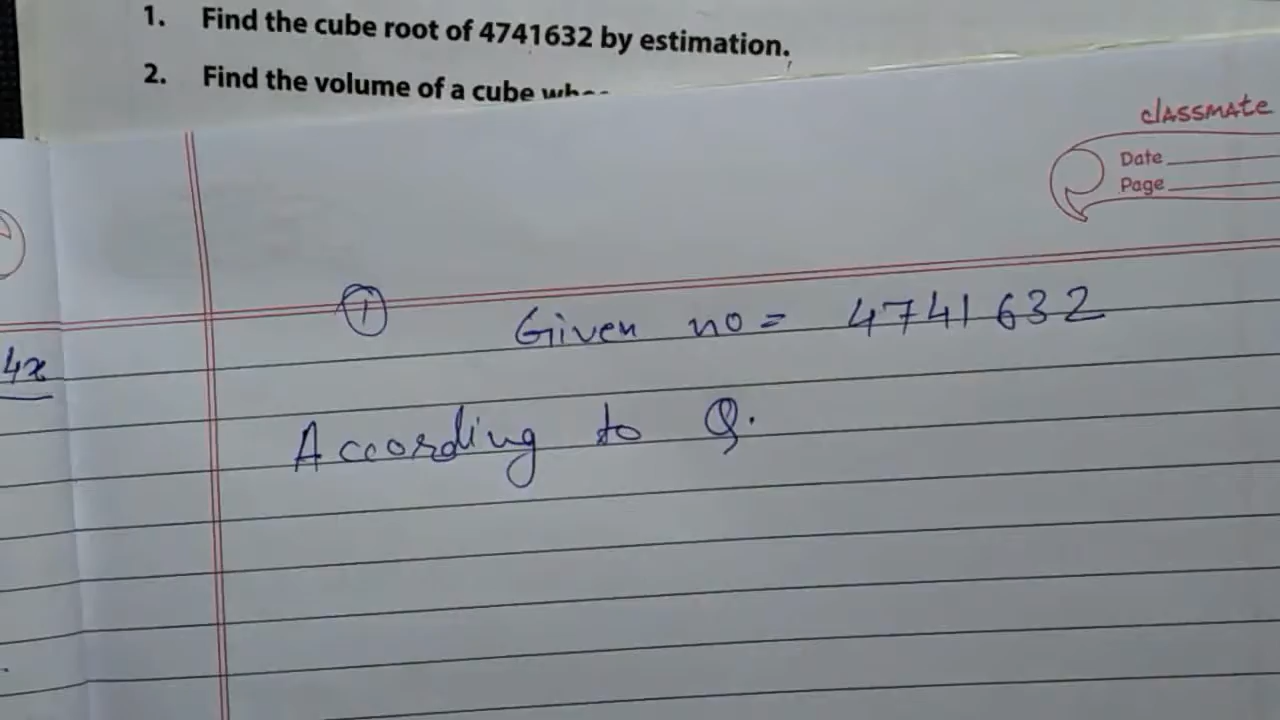 1. Find the cube root of 4741632 by estimation.
2. Find the volume of a cube
classmate
Date
Page
4x
① Given no = 4741632
According to Q.